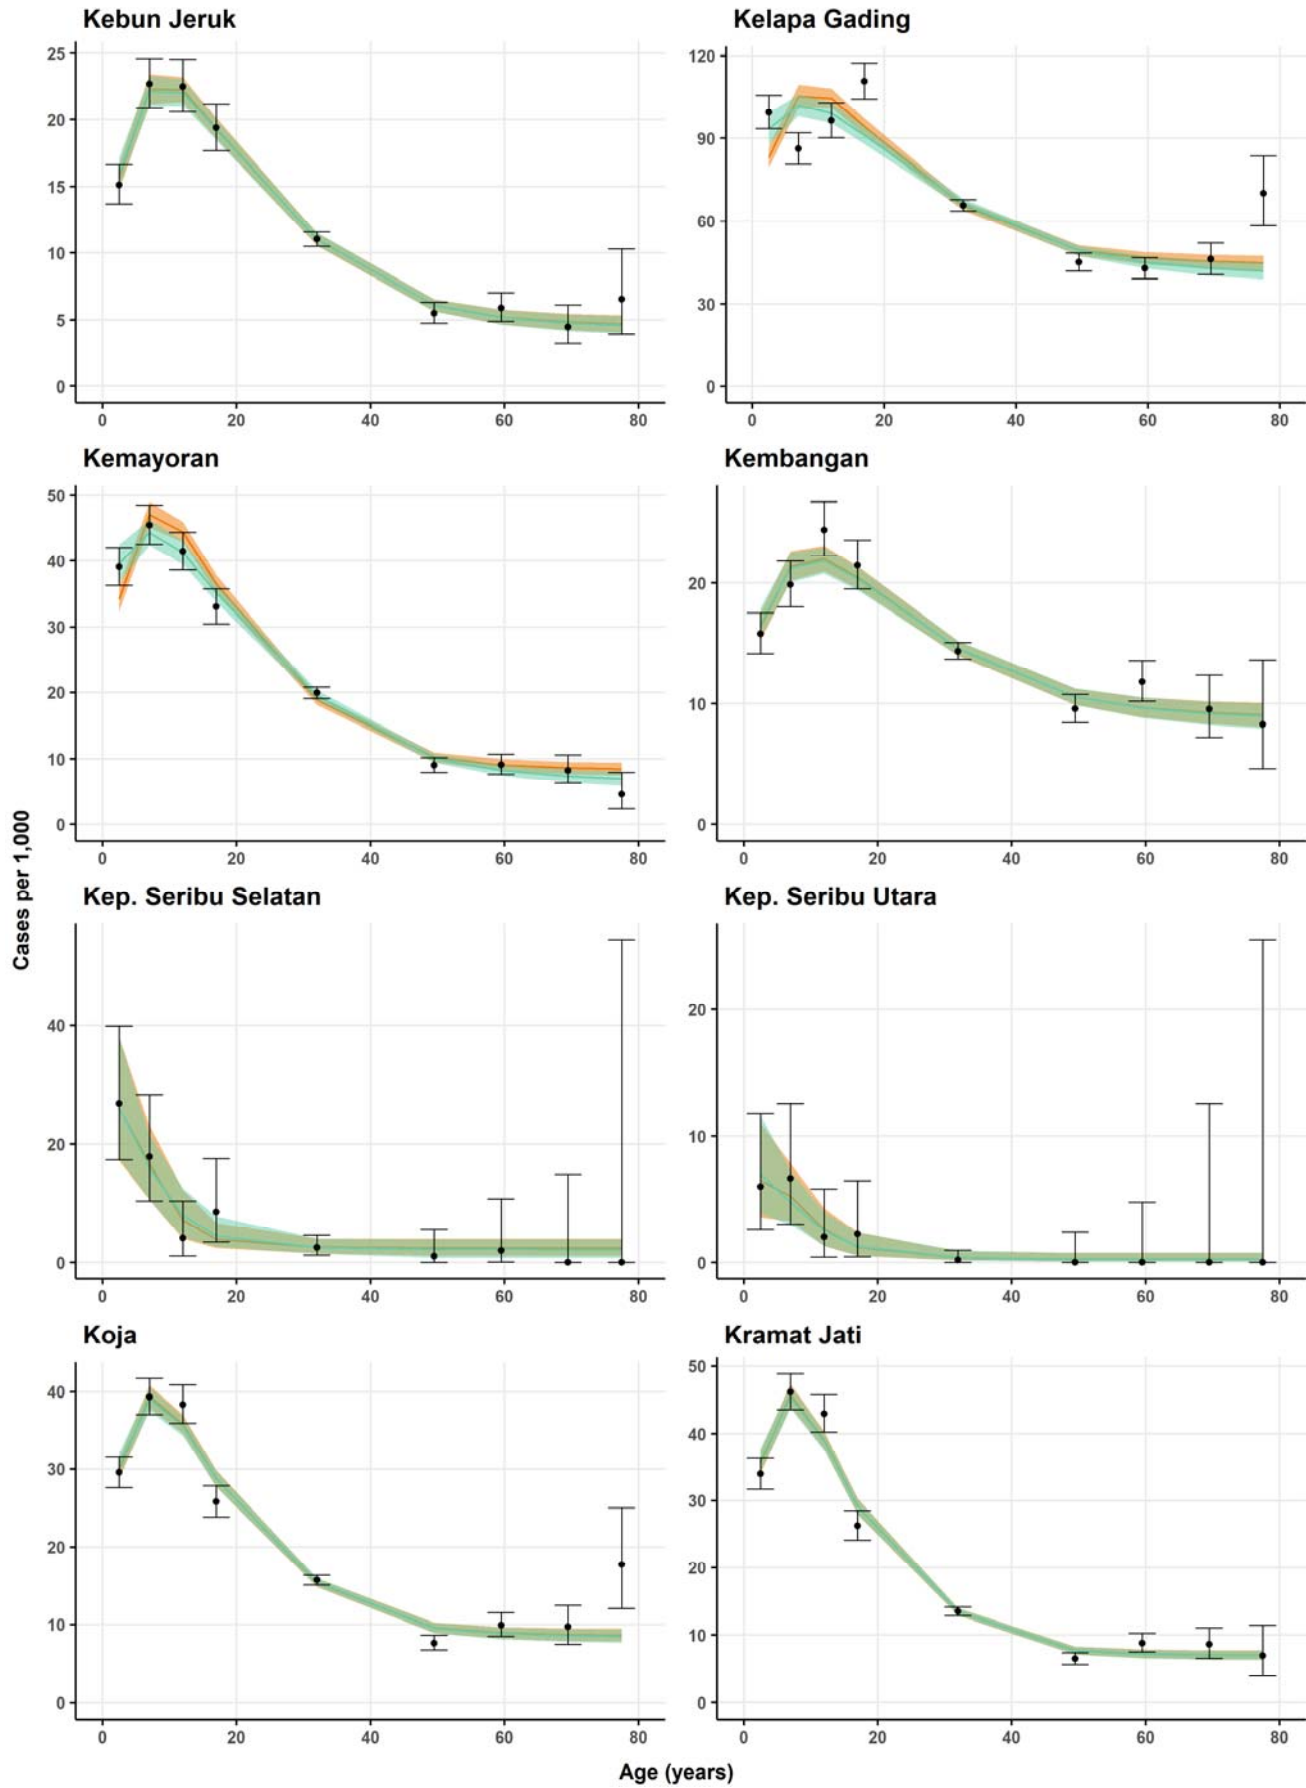 Kebun Jeruk
25
20
15
10
5
0
0 20 40 60 80
Kelapa Gading
120
90
60
30
0
0 20 40 60 80
Kemayoran
50
40
30
20
10
0
0 20 40 60 80
Kembangan
20
10
0
0 20 40 60 80
Cases per 1,000
Kep. Seribu Selatan
40
20
0
0 20 40 60 80
Kep. Seribu Utara
20
10
0
0 20 40 60 80
Koja
40
30
20
10
0
0 20 40 60 80
Kramat Jati
50
40
30
20
10
0
0 20 40 60 80
Age (years)